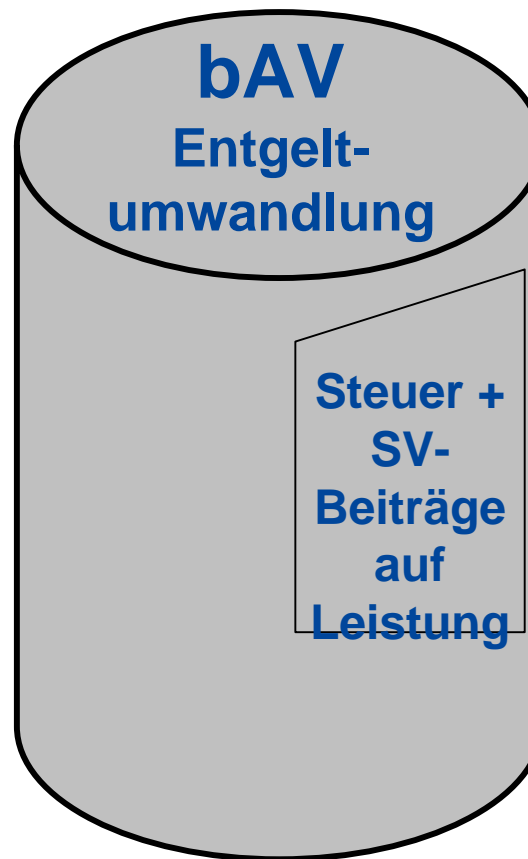 bAV
Entgelt-
umwandlung
Steuer +
SV-
Beiträge
auf
Leistung